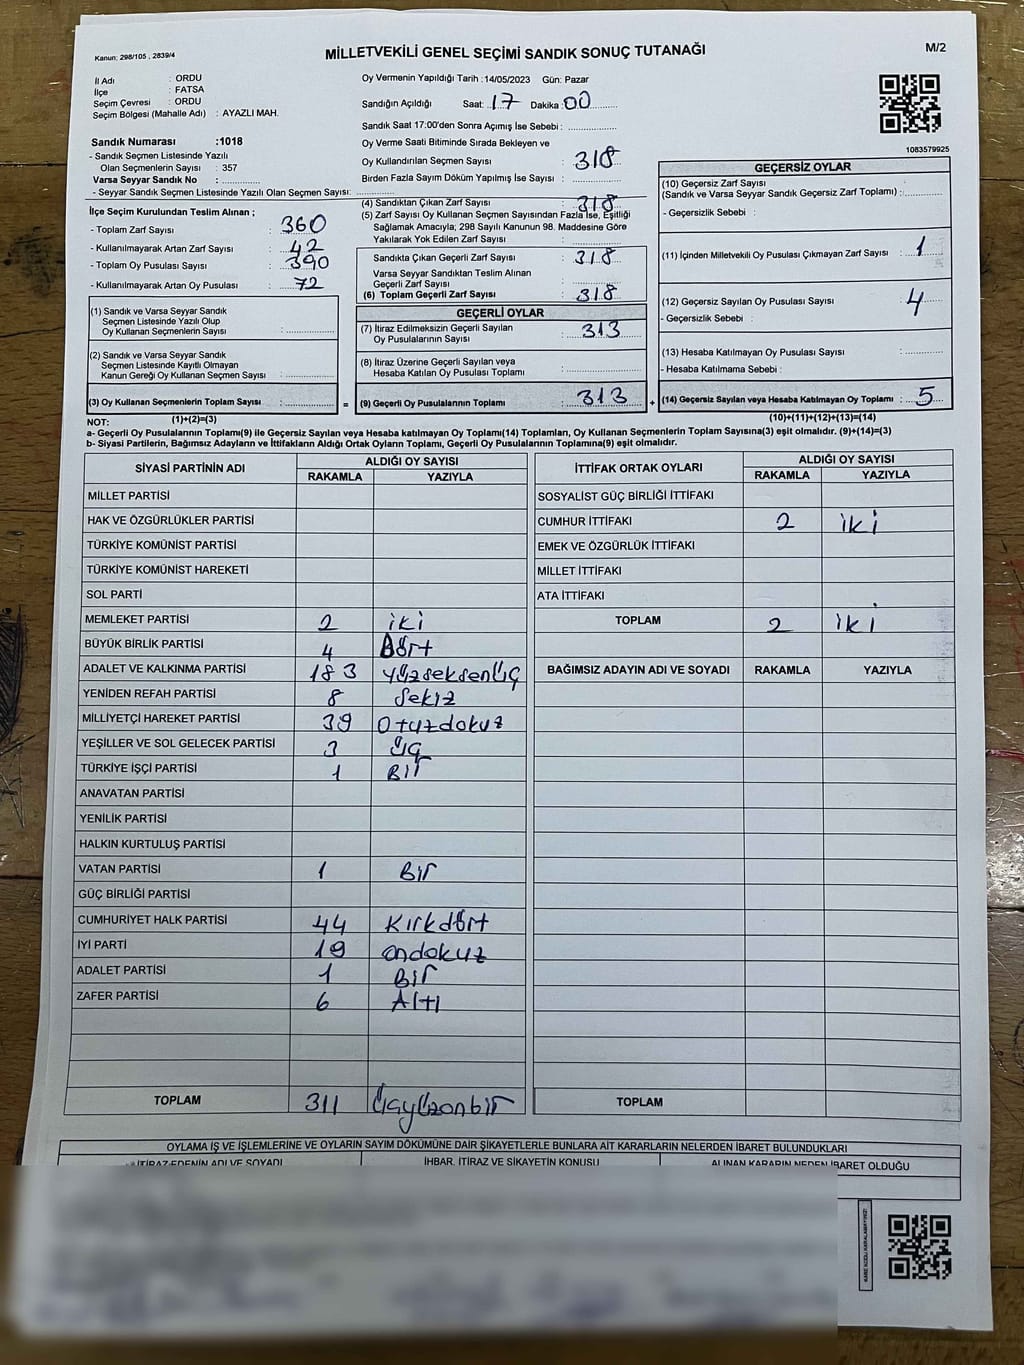 Kanun: 298/105 , 2839/4
MİLLETVEKİLİ GENEL SEÇİMİ SANDIK SONUÇ TUTANAĞI
M/2
İl Adı : ORDU
İlçe : FATSA
Seçim Çevresi : ORDU
Seçim Bölgesi (Mahalle Adı) : AYAZLI MAH.
Sandık Numarası :1018
- Sandık Seçmen Listesinde Yazılı
Olan Seçmenlerin Sayısı : 357
Varsa Seyyar Sandık No :
- Seyyar Sandık Seçmen Listesinde Yazılı Olan Seçmen Sayısı:
Oy Vermenin Yapıldığı Tarih :14/05/2023 Gün: Pazar
Sandığın Açıldığı Saat: 17 Dakika :00
Sandık Saat 17:00'den Sonra Açımış İse Sebebi :
Oy Verme Saati Bitiminde Sırada Bekleyen ve
Oy Kullandırılan Seçmen Sayısı : 318
Birden Fazla Sayım Döküm Yapılmış İse Sayısı :
1083579925
İlçe Seçim Kurulundan Teslim Alınan ;
- Toplam Zarf Sayısı : 360
- Kullanılmayarak Artan Zarf Sayısı : 42
- Toplam Oy Pusulası Sayısı : 390
- Kullanılmayarak Artan Oy Pusulası : 72
(1) Sandık ve Varsa Seyyar Sandık
Seçmen Listesinde Yazılı Olup
Oy Kullanan Seçmenlerin Sayısı :
(2) Sandık ve Varsa Seyyar Sandık
Seçmen Listesinde Kayıtlı Olmayan
Kanun Gereği Oy Kullanan Seçmen Sayısı :
(3) Oy Kullanan Seçmenlerin Toplam Sayısı :
=
(1)+(2)=(3)
(4) Sandıktan Çıkan Zarf Sayısı : 318
(5) Zarf Sayısı Oy Kullanan Seçmen Sayısından Fazla İse, Eşitliği
Sağlamak Amacıyla; 298 Sayılı Kanunun 98. Maddesine Göre
Yakılarak Yok Edilen Zarf Sayısı :
Sandıkta Çıkan Geçerli Zarf Sayısı : 318
Varsa Seyyar Sandıktan Teslim Alınan
Geçerli Zarf Sayısı :
(6) Toplam Geçerli Zarf Sayısı : 318
GEÇERLİ OYLAR
(7) İtiraz Edilmeksizin Geçerli Sayılan
Oy Pusulalarının Sayısı : 313
(8) İtiraz Üzerine Geçerli Sayılan veya
Hesaba Katılan Oy Pusulası Toplamı :
(9) Geçerli Oy Pusulalarının Toplamı : 313
+
GEÇERSİZ OYLAR
(10) Geçersiz Zarf Sayısı
(Sandık ve Varsa Seyyar Sandık Geçersiz Zarf Toplamı) :
- Geçersizlik Sebebi :
(11) İçinden Milletvekili Oy Pusulası Çıkmayan Zarf Sayısı : 1
(12) Geçersiz Sayılan Oy Pusulası Sayısı : 4
- Geçersizlik Sebebi :
(13) Hesaba Katılmayan Oy Pusulası Sayısı :
- Hesaba Katılmama Sebebi :
(14) Geçersiz Sayılan veya Hesaba Katılmayan Oy Toplamı : 5
(10)+(11)+(12)+(13)=(14)
NOT:
a- Geçerli Oy Pusulalarının Toplamı(9) ile Geçersiz Sayılan veya Hesaba katılmayan Oy Toplamı(14) Toplamları, Oy Kullanan Seçmenlerin Toplam Sayısına(3) eşit olmalıdır. (9)+(14)=(3)
b- Siyasi Partilerin, Bağımsız Adayların ve İttifakların Aldığı Ortak Oyların Toplamı, Geçerli Oy Pusulalarının Toplamına(9) eşit olmalıdır.
SİYASİ PARTİNİN ADI ALDIĞI OY SAYISI
RAKAMLA YAZIYLA
MİLLET PARTİSİ
HAK VE ÖZGÜRLÜKLER PARTİSİ
TÜRKİYE KOMÜNİST PARTİSİ
TÜRKİYE KOMÜNİST HAREKETİ
SOL PARTİ
MEMLEKET PARTİSİ 2 iki
BÜYÜK BİRLİK PARTİSİ 4 Dört
ADALET VE KALKINMA PARTİSİ 183 yüzseksenüç
YENİDEN REFAH PARTİSİ 8 Sekiz
MİLLİYETÇİ HAREKET PARTİSİ 39 Otuzdokuz
YEŞİLLER VE SOL GELECEK PARTİSİ 3 üç
TÜRKİYE İŞÇİ PARTİSİ 1 Bir
ANAVATAN PARTİSİ
YENİLİK PARTİSİ
HALKIN KURTULUŞ PARTİSİ
VATAN PARTİSİ 1 Bir
GÜÇ BİRLİĞİ PARTİSİ
CUMHURİYET HALK PARTİSİ 44 Kırkdört
İYİ PARTİ 19 ondokuz
ADALET PARTİSİ 1 Bir
ZAFER PARTİSİ 6 Altı
TOPLAM 311 üçyüzonbir
İTTİFAK ORTAK OYLARI ALDIĞI OY SAYISI
RAKAMLA YAZIYLA
SOSYALİST GÜÇ BİRLİĞİ İTTİFAKI
CUMHUR İTTİFAKI 2 iki
EMEK VE ÖZGÜRLÜK İTTİFAKI
MİLLET İTTİFAKI
ATA İTTİFAKI
TOPLAM 2 iki
BAĞIMSIZ ADAYIN ADI VE SOYADI RAKAMLA YAZIYLA
TOPLAM
OYLAMA İŞ VE İŞLEMLERİNE VE OYLARIN SAYIM DÖKÜMÜNE DAİR ŞİKAYETLERLE BUNLARA AİT KARARLARIN NELERDEN İBARET BULUNDUKLARI
İTİRAZ EDENİN ADI VE SOYADI İHBAR, İTİRAZ VE ŞİKAYETİN KONUSU ALINAN KARARIN NEDEN İBARET OLDUĞU
KARE KODU KARALAMAYINIZ!